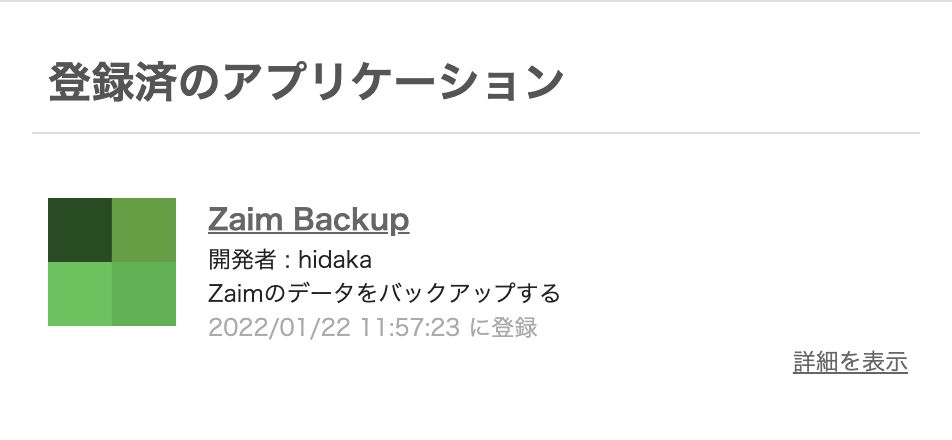 登録済のアプリケーション
Zaim Backup
開発者 : hidaka
Zaimのデータをバックアップする
2022/01/22 11:57:23 に登録
詳細を表示